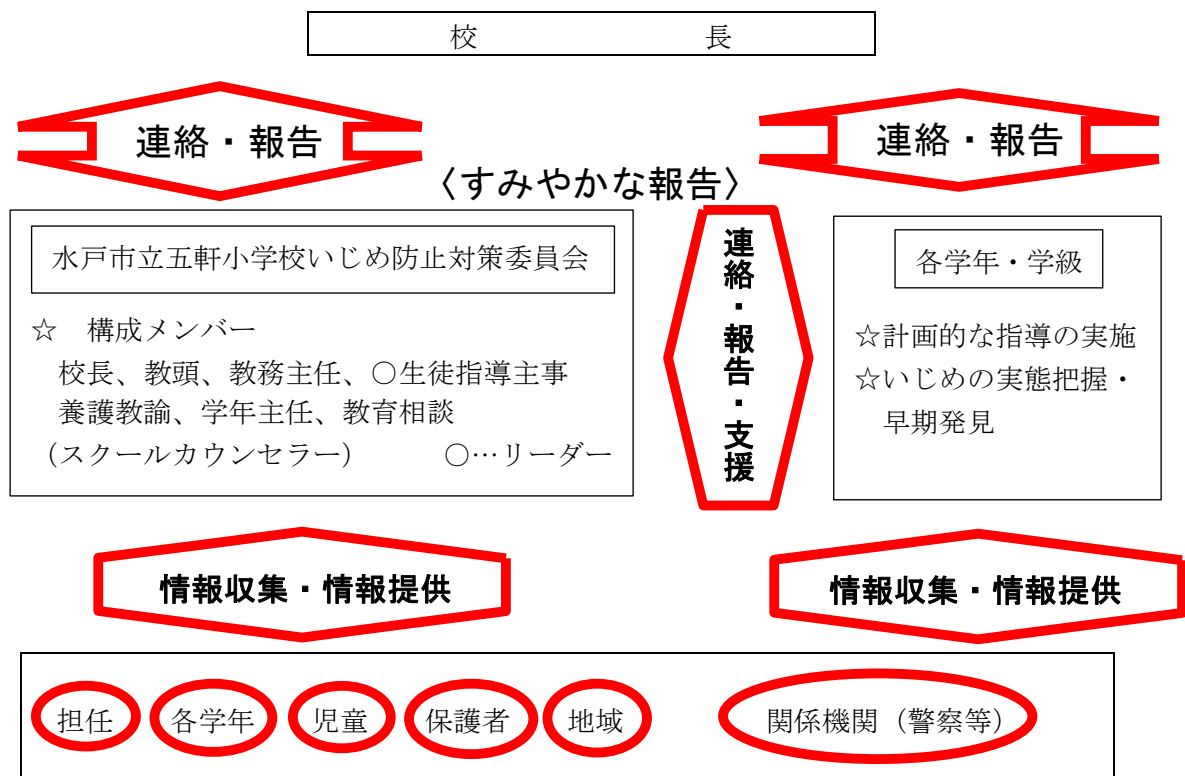 校長
連絡・報告
連絡・報告
〈すみやかな報告〉
水戸市立五軒小学校いじめ防止対策委員会
☆ 構成メンバー
校長、教頭、教務主任、○生徒指導主事
養護教諭、学年主任、教育相談
(スクールカウンセラー) ○…リーダー
連絡・報告・支援
各学年・学級
☆計画的な指導の実施
☆いじめの実態把握・
早期発見
情報収集・情報提供
情報収集・情報提供
担任 各学年 児童 保護者 地域 関係機関（警察等）